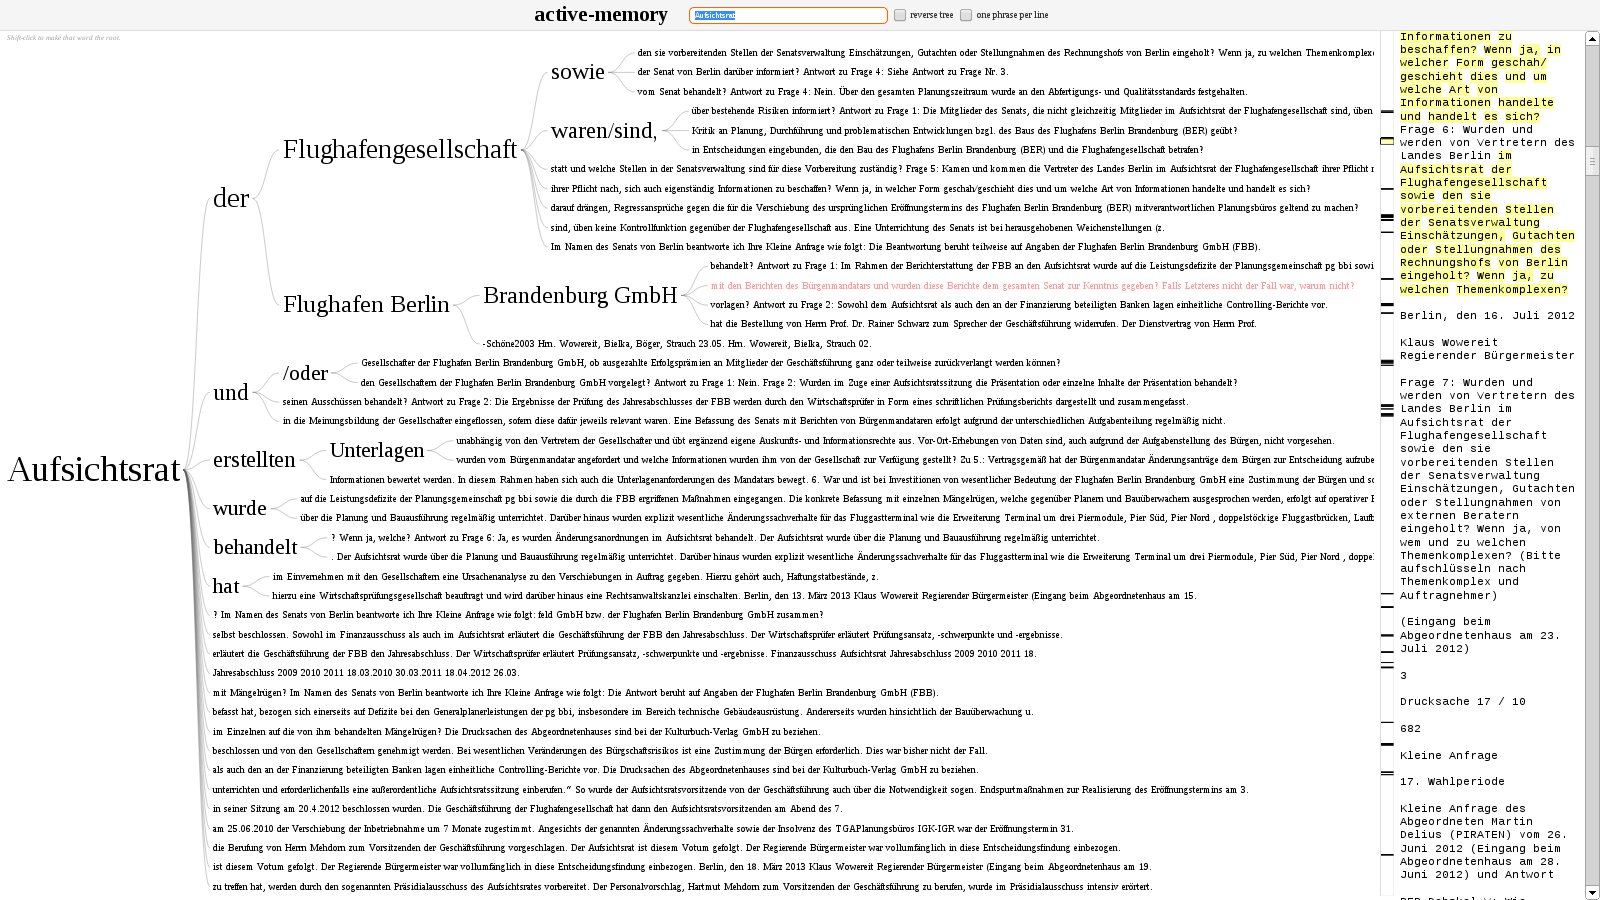 active-memory
Aufsichtsrat
reverse tree
one phrase per line
Shift-click to make that word the root.
Aufsichtsrat
der
Flughafengesellschaft
sowie
den sie vorbereitenden Stellen der Senatsverwaltung Einschätzungen, Gutachten oder Stellungnahmen des Rechnungshofs von Berlin eingeholt? Wenn ja, zu welchen Themenkomplex
der Senat von Berlin darüber informiert? Antwort zu Frage 4: Siehe Antwort zu Frage Nr. 3.
vom Senat behandelt? Antwort zu Frage 4: Nein. Über den gesamten Planungszeitraum wurde an den Abfertigungs- und Qualitätsstandards festgehalten.
waren/sind,
über bestehende Risiken informiert? Antwort zu Frage 1: Die Mitglieder des Senats, die nicht gleichzeitig Mitglieder im Aufsichtsrat der Flughafengesellschaft sind, üben
Kritik an Planung, Durchführung und problematischen Entwicklungen bzgl. des Baus des Flughafens Berlin Brandenburg (BER) geübt?
in Entscheidungen eingebunden, die den Bau des Flughafens Berlin Brandenburg (BER) und die Flughafengesellschaft betrafen?
statt und welche Stellen in der Senatsverwaltung sind für diese Vorbereitung zuständig? Frage 5: Kamen und kommen die Vertreter des Landes Berlin im Aufsichtsrat der Flughafengesellschaft ihrer Pflicht
ihrer Pflicht nach, sich auch eigenständig Informationen zu beschaffen? Wenn ja, in welcher Form geschah/geschieht dies und um welche Art von Informationen handelte und handelt es sich?
darauf drängen, Regressansprüche gegen die für die Verschiebung des ursprünglichen Eröffnungstermins des Flughafen Berlin Brandenburg (BER) mitverantwortlichen Planungsbüros geltend zu machen?
sind, üben keine Kontrollfunktion gegenüber der Flughafengesellschaft aus. Eine Unterrichtung des Senats ist bei herausgehobenen Weichenstellungen (z.
Im Namen des Senats von Berlin beantworte ich Ihre Kleine Anfrage wie folgt: Die Beantwortung beruht teilweise auf Angaben der Flughafen Berlin Brandenburg GmbH (FBB).
Flughafen Berlin
Brandenburg GmbH
behandelt? Antwort zu Frage 1: Im Rahmen der Berichterstattung der FBB an den Aufsichtsrat wurde auf die Leistungsdefizite der Planungsgemeinschaft pg bbi sowi
mit den Berichten des Bürgenmandatars und wurden diese Berichte dem gesamten Senat zur Kenntnis gegeben? Falls Letzteres nicht der Fall war, warum nicht?
vorlagen? Antwort zu Frage 2: Sowohl dem Aufsichtsrat als auch den an der Finanzierung beteiligten Banken lagen einheitliche Controlling-Berichte vor.
hat die Bestellung von Herrn Prof. Dr. Rainer Schwarz zum Sprecher der Geschäftsführung widerrufen. Der Dienstvertrag von Herrn Prof.
-Schöne2003 Hrn. Wowereit, Bielka, Böger, Strauch 23.05. Hrn. Wowereit, Bielka, Strauch 02.
und
/oder
Gesellschafter der Flughafen Berlin Brandenburg GmbH, ob ausgezahlte Erfolgsprämien an Mitglieder der Geschäftsführung ganz oder teilweise zurückverlangt werden können?
den Gesellschaftern der Flughafen Berlin Brandenburg GmbH vorgelegt? Antwort zu Frage 1: Nein. Frage 2: Wurden im Zuge einer Aufsichtsratssitzung die Präsentation oder einzelne Inhalte der Präsentation behandelt?
seinen Ausschüssen behandelt? Antwort zu Frage 2: Die Ergebnisse der Prüfung des Jahresabschlusses der FBB werden durch den Wirtschaftsprüfer in Form eines schriftlichen Prüfungsberichts dargestellt und zusammengefasst.
in die Meinungsbildung der Gesellschafter eingeflossen, sofern diese dafür jeweils relevant waren. Eine Befassung des Senats mit Berichten von Bürgenmandataren erfolgt aufgrund der unterschiedlichen Aufgabenteilung regelmäßig nicht.
erstellten
Unterlagen
unabhängig von den Vertretern der Gesellschafter und übt ergänzend eigene Auskunfts- und Informationsrechte aus. Vor-Ort-Erhebungen von Daten sind, auch aufgrund der Aufgabenstellung des Bürgen, nicht vorgesehen.
wurden vom Bürgenmandatar angefordert und welche Informationen wurden ihm von der Gesellschaft zur Verfügung gestellt? Zu 5.: Vertragsgemäß hat der Bürgenmandatar Änderungsanträge dem Bürgen zur Entscheidung aufzube
Informationen bewertet werden. In diesem Rahmen haben sich auch die Unterlagenanforderungen des Mandatars bewegt. 6. War und ist bei Investitionen von wesentlicher Bedeutung der Flughafen Berlin Brandenburg GmbH eine Zustimmung der Bürgen und so
wurde
auf die Leistungsdefizite der Planungsgemeinschaft pg bbi sowie die durch die FBB ergriffenen Maßnahmen eingegangen. Die konkrete Befassung mit einzelnen Mängelrügen, welche gegenüber Planern und Bauüberwachern ausgesprochen werden, erfolgt auf operativer
über die Planung und Bauausführung regelmäßig unterrichtet. Darüber hinaus wurden explizit wesentliche Änderungssachverhalte für das Fluggastterminal wie die Erweiterung Terminal um drei Piermodule, Pier Süd, Pier Nord , doppelstöckige Fluggastbrücken, Laufb
behandelt
? Wenn ja, welche? Antwort zu Frage 6: Ja, es wurden Änderungsanordnungen im Aufsichtsrat behandelt. Der Aufsichtsrat wurde über die Planung und Bauausführung regelmäßig unterrichtet.
. Der Aufsichtsrat wurde über die Planung und Bauausführung regelmäßig unterrichtet. Darüber hinaus wurden explizit wesentliche Änderungssachverhalte für das Fluggastterminal wie die Erweiterung Terminal um drei Piermodule, Pier Süd, Pier Nord , doppel
hat
im Einvernehmen mit den Gesellschaftern eine Ursachenanalyse zu den Verschiebungen in Auftrag gegeben. Hierzu gehört auch, Haftungstatbestände, z.
hierzu eine Wirtschaftsprüfungsgesellschaft beauftragt und wird darüber hinaus eine Rechtsanwaltskanzlei einschalten. Berlin, den 13. März 2013 Klaus Wowereit Regierender Bürgermeister (Eingang beim Abgeordnetenhaus am 15.
? Im Namen des Senats von Berlin beantworte ich Ihre Kleine Anfrage wie folgt: feld GmbH bzw. der Flughafen Berlin Brandenburg GmbH zusammen?
selbst beschlossen. Sowohl im Finanzausschuss als auch im Aufsichtsrat erläutert die Geschäftsführung der FBB den Jahresabschluss. Der Wirtschaftsprüfer erläutert Prüfungsansatz, -schwerpunkte und -ergebnisse.
erläutert die Geschäftsführung der FBB den Jahresabschluss. Der Wirtschaftsprüfer erläutert Prüfungsansatz, -schwerpunkte und -ergebnisse. Finanzausschuss Aufsichtsrat Jahresabschluss 2009 2010 2011 18.
Jahresabschluss 2009 2010 2011 18.03.2010 30.03.2011 18.04.2012 26.03.
mit Mängelrügen? Im Namen des Senats von Berlin beantworte ich Ihre Kleine Anfrage wie folgt: Die Antwort beruht auf Angaben der Flughafen Berlin Brandenburg GmbH (FBB).
befasst hat, bezogen sich einerseits auf Defizite bei den Generalplanerleistungen der pg bbi, insbesondere im Bereich technische Gebäudeausrüstung. Andererseits wurden hinsichtlich der Bauüberwachung u.
im Einzelnen auf die von ihm behandelten Mängelrügen? Die Drucksachen des Abgeordnetenhauses sind bei der Kulturbuch-Verlag GmbH zu beziehen.
beschlossen und von den Gesellschaftern genehmigt werden. Bei wesentlichen Veränderungen des Bürgschaftsrisikos ist eine Zustimmung der Bürgen erforderlich. Dies war bisher nicht der Fall.
als auch den an der Finanzierung beteiligten Banken lagen einheitliche Controlling-Berichte vor. Die Drucksachen des Abgeordnetenhauses sind bei der Kulturbuch-Verlag GmbH zu beziehen.
unterrichten und erforderlichenfalls eine außerordentliche Aufsichtsratssitzung einberufen.“ So wurde der Aufsichtsratsvorsitzende von der Geschäftsführung auch über die Notwendigkeit sogen. Endspurtmaßnahmen zur Realisierung des Eröffnungstermins am 3.
in seiner Sitzung am 20.4.2012 beschlossen wurden. Die Geschäftsführung der Flughafengesellschaft hat dann den Aufsichtsratsvorsitzenden am Abend des 7.
am 25.06.2010 der Verschiebung der Inbetriebnahme um 7 Monate zugestimmt. Angesichts der genannten Änderungssachverhalte sowie der Insolvenz des TGAPlanungsbüros IGK-IGR war der Eröffnungstermin 31.
die Berufung von Herrn Mehdorn zum Vorsitzenden der Geschäftsführung vorgeschlagen. Der Aufsichtsrat ist diesem Votum gefolgt. Der Regierende Bürgermeister war vollumfänglich in diese Entscheidungsfindung einbezogen.
ist diesem Votum gefolgt. Der Regierende Bürgermeister war vollumfänglich in diese Entscheidungsfindung einbezogen. Berlin, den 18. März 2013 Klaus Wowereit Regierender Bürgermeister (Eingang beim Abgeordnetenhaus am 19.
zu treffen hat, werden durch den sogenannten Präsidialausschuss des Aufsichtsrates vorbereitet. Der Personalvorschlag, Hartmut Mehdorn zum Vorsitzenden der Geschäftsführung zu berufen, wurde im Präsidialausschuss intensiv erörtert.
Informationen zu
beschaffen? Wenn ja, in
welcher Form geschah/
geschieht dies und um
welche Art von
Informationen handelte
und handelt es sich?
Frage 6: Wurden und
werden von Vertretern des
Landes Berlin im
Aufsichtsrat der
Flughafengesellschaft
sowie den sie
vorbereitenden Stellen
der Senatsverwaltung
Einschätzungen, Gutachten
oder Stellungnahmen des
Rechnungshofs von Berlin
eingeholt? Wenn ja, zu
welchen Themenkomplexen?
Berlin, den 16. Juli 2012
Klaus Wowereit
Regierender Bürgermeister
Frage 7: Wurden und
werden von Vertretern des
Landes Berlin im
Aufsichtsrat der
Flughafengesellschaft
sowie den sie
vorbereitenden Stellen
der Senatsverwaltung
Einschätzungen, Gutachten
oder Stellungnahmen von
externen Beratern
eingeholt? Wenn ja, von
wem und zu welchen
Themenkomplexen? (Bitte
aufschlüsseln nach
Themenkomplex und
Auftragnehmer)
(Eingang beim
Abgeordnetenhaus am 23.
Juli 2012)
3
Drucksache 17 / 10
682
Kleine Anfrage
17. Wahlperiode
Kleine Anfrage des
Abgeordneten Martin
Delius (PIRATEN) vom 26.
Juni 2012 (Eingang beim
Abgeordnetenhaus am 28.
Juni 2012) und Antwort